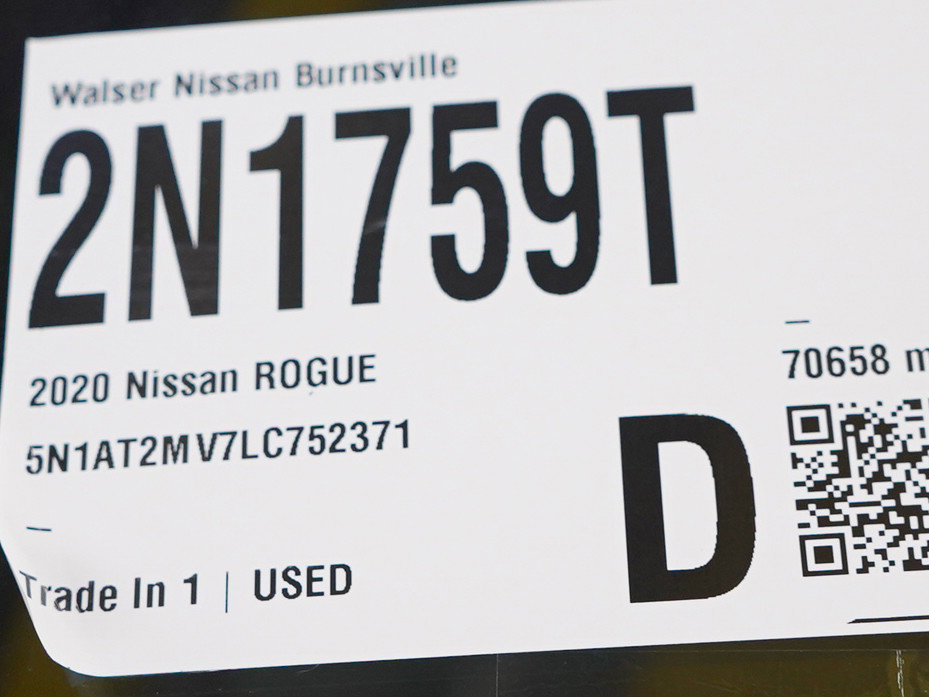 Walser Nissan Burnsville
2N1759T
2020 Nissan ROGUE
5N1AT2MV7LC752371
–
Trade In 1 | USED
–
70658 m
D